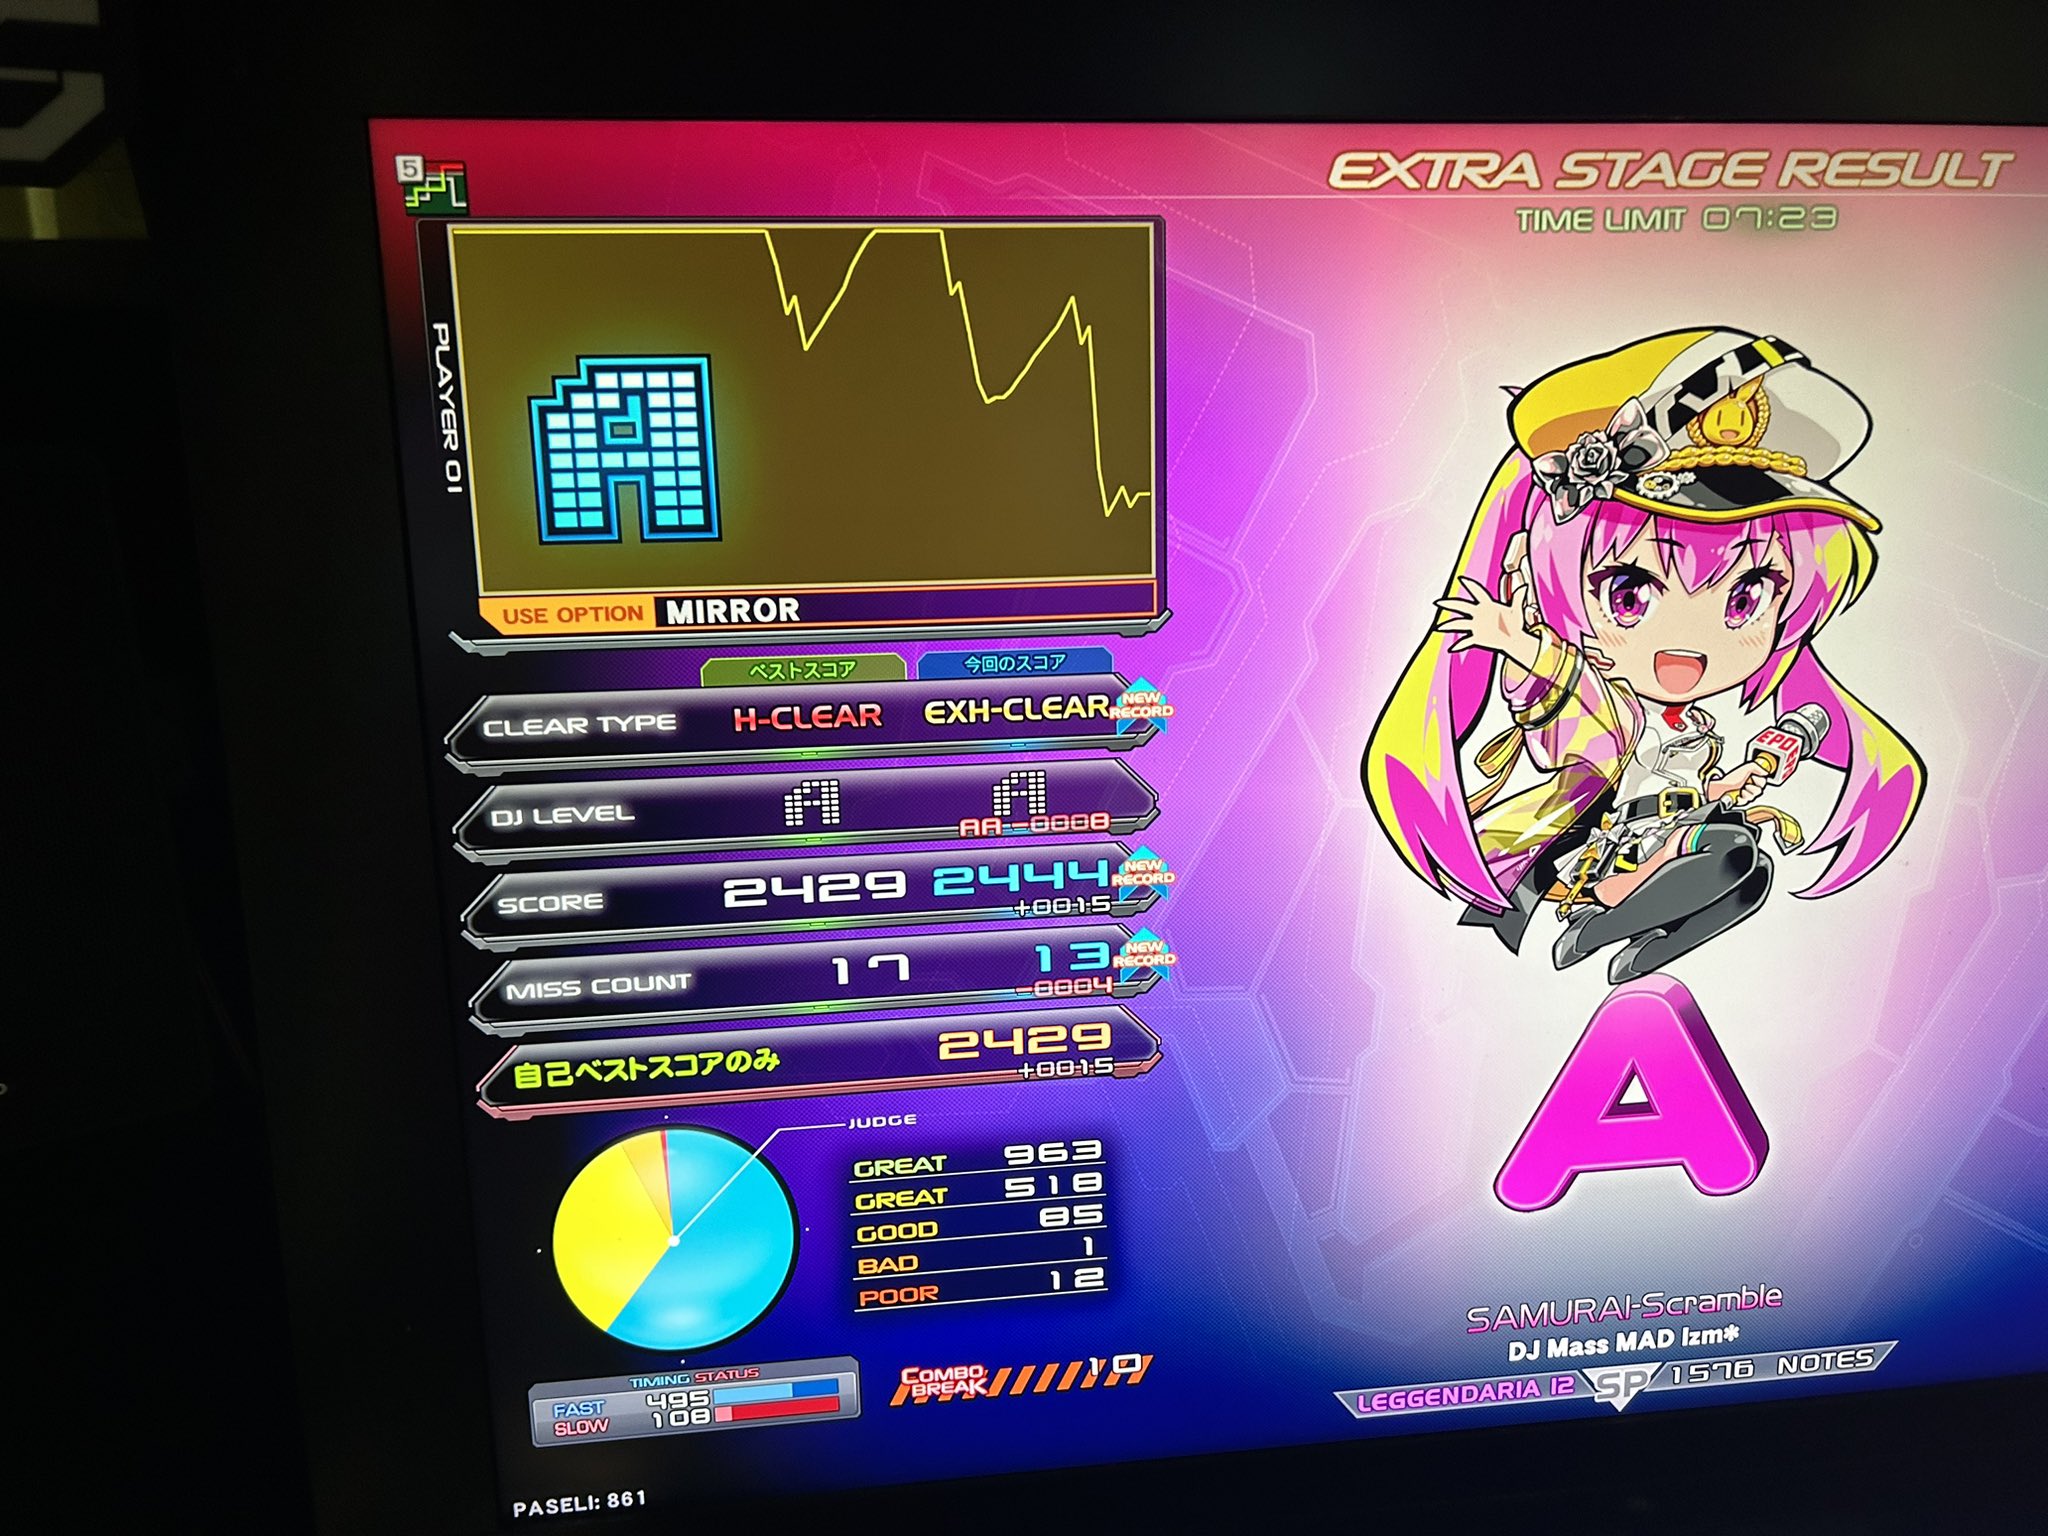 5
EXTRA STAGE RESULT
TIME LIMIT 07:23
PLAYER 01
A
USE OPTION MIRROR
ベストスコア 今回のスコア
CLEAR TYPE H-CLEAR EXH-CLEAR NEW RECORD
DJ LEVEL A A
AA -0008
SCORE 2429 2444 NEW RECORD
+0015
MISS COUNT 17 13 NEW RECORD
-0004
自己ベストスコアのみ 2429
+0015
JUDGE
GREAT 963
GREAT 518
GOOD 85
BAD 1
POOR 12
TIMING STATUS
FAST 495
SLOW 108
COMBO BREAK 10
PASELI: 861
EPO
A
SAMURAI-Scramble
DJ Mass MAD Izm*
LEGGENDARIA 12 SP 1576 NOTES